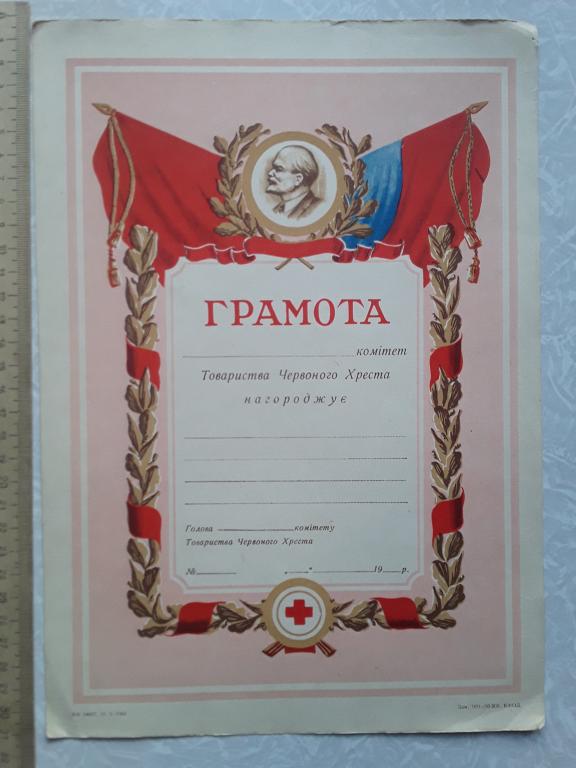 ГРАМОТА
комітет
Товариства Червоного Хреста
нагороджує
Голова комітету
Товариства Червоного Хреста
№ " " 19 р.